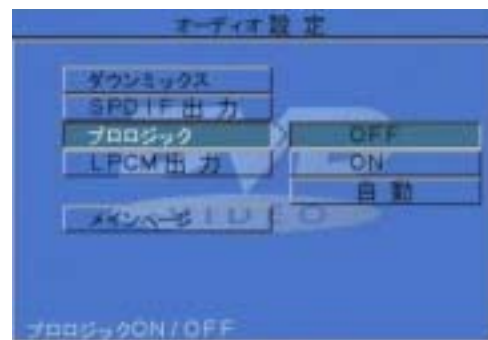 オーディオ設定
ダウンミックス
SPDIF出力
プロロジック
OFF
LPCM出力
ON
自動
メインページ
VIDEO
プロロジックON/OFF